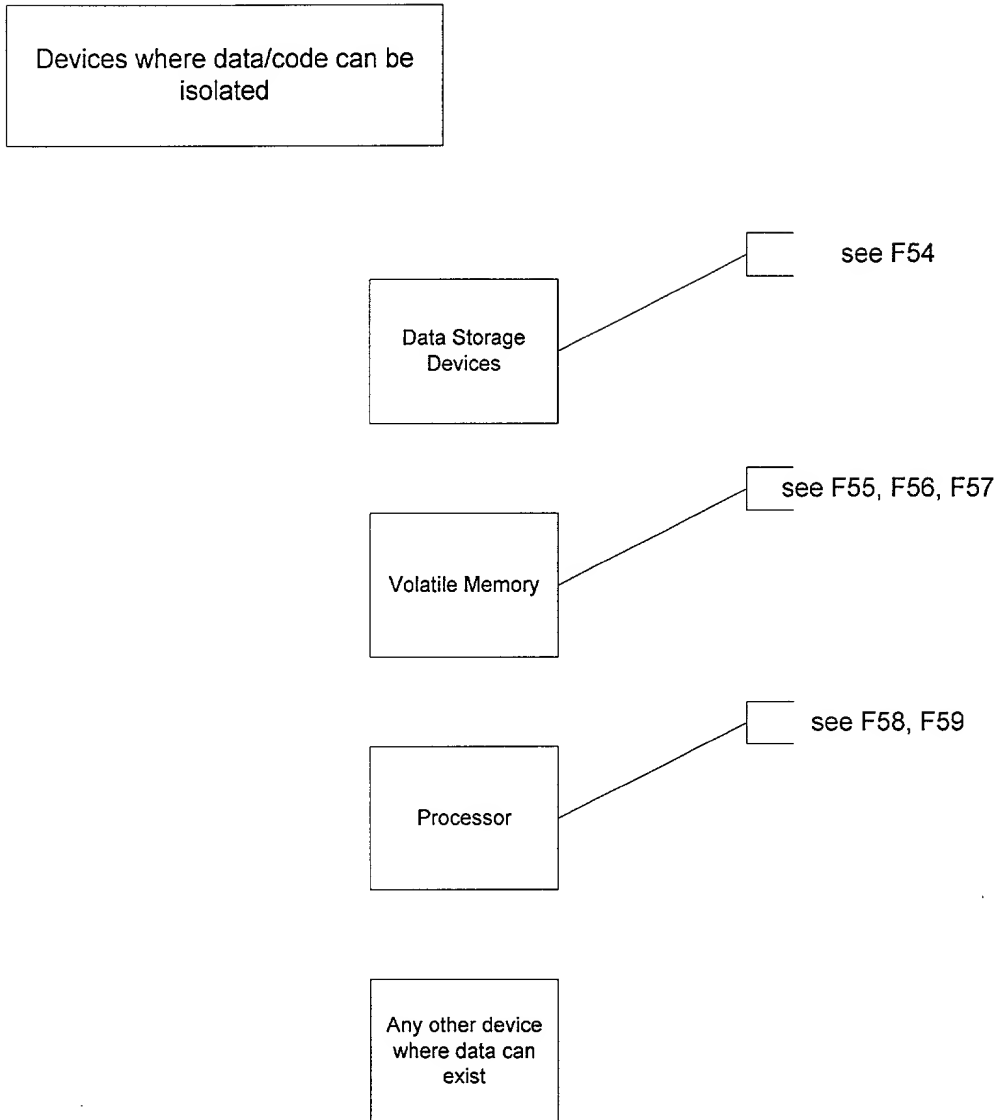 Devices where data/code can be
isolated
see F54
Data Storage
Devices
see F55, F56, F57
Volatile Memory
see F58, F59
Processor
Any other device
where data can
exist